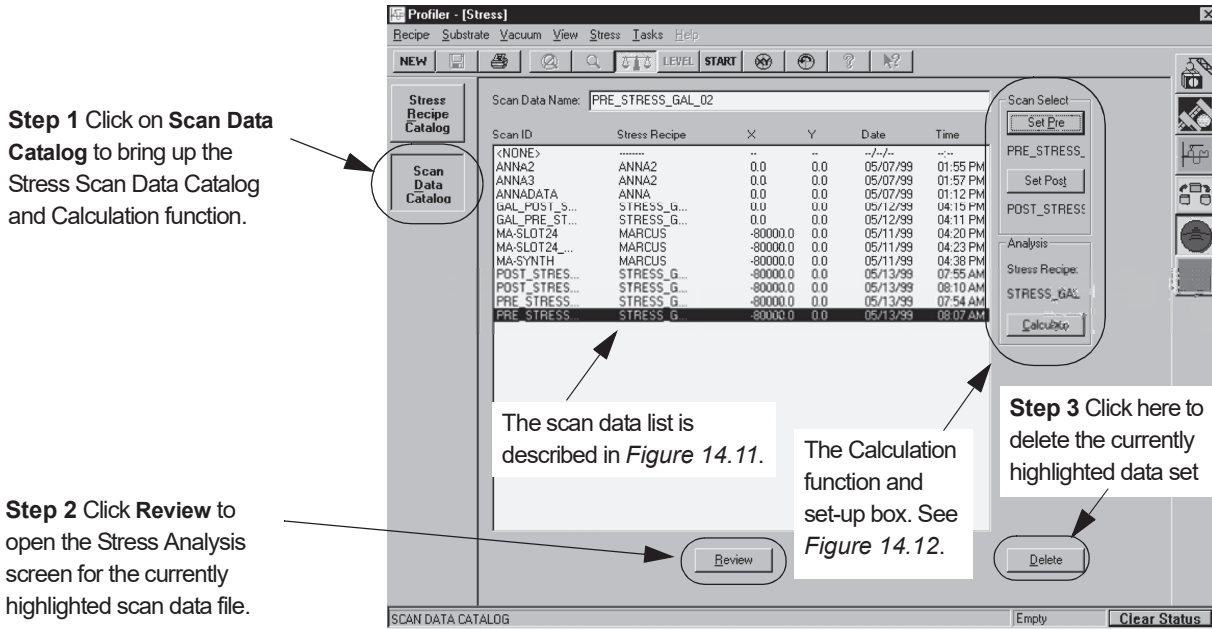 Profiler - [Stress]
Recipe Substrate Vacuum View Stress Tasks Help
NEW LEVEL START XY ? ?
Step 1 Click on Scan Data
Catalog to bring up the
Stress Scan Data Catalog
and Calculation function.
Stress
Recipe
Catalog
Scan
Data
Catalog
Scan Data Name: PRE_STRESS_GAL_02
Scan ID Stress Recipe X Y Date Time
<NONE> -------- -- -- --/--/-- --:--
ANNA2 ANNA2 0.0 0.0 05/07/99 01:55 PM
ANNA3 ANNA2 0.0 0.0 05/07/99 01:57 PM
ANNADATA ANNA 0.0 0.0 05/07/99 01:12 PM
GAL_POST_S... STRESS_G... 0.0 0.0 05/12/99 04:15 PM
GAL_PRE_ST... STRESS_G... 0.0 0.0 05/12/99 04:11 PM
MA-SLOT24 MARCUS -80000.0 0.0 05/11/99 04:20 PM
MA-SLOT24_... MARCUS -80000.0 0.0 05/11/99 04:23 PM
MA-SYNTH MARCUS -80000.0 0.0 05/11/99 04:38 PM
POST_STRES... STRESS_G... -80000.0 0.0 05/13/99 07:55 AM
POST_STRES... STRESS_G... -80000.0 0.0 05/13/99 08:10 AM
PRE_STRESS... STRESS_G... -80000.0 0.0 05/13/99 07:54 AM
PRE_STRESS... STRESS_G... -80000.0 0.0 05/13/99 08:07 AM
Scan Select
Set Pre
PRE_STRESS_
Set Post
POST_STRESS
Analysis
Stress Recipe:
STRESS_GAL
Calculate
The scan data list is
described in Figure 14.11.
The Calculation
function and
set-up box. See
Figure 14.12.
Step 3 Click here to
delete the currently
highlighted data set
Step 2 Click Review to
open the Stress Analysis
screen for the currently
highlighted scan data file.
Review
Delete
SCAN DATA CATALOG Empty Clear Status